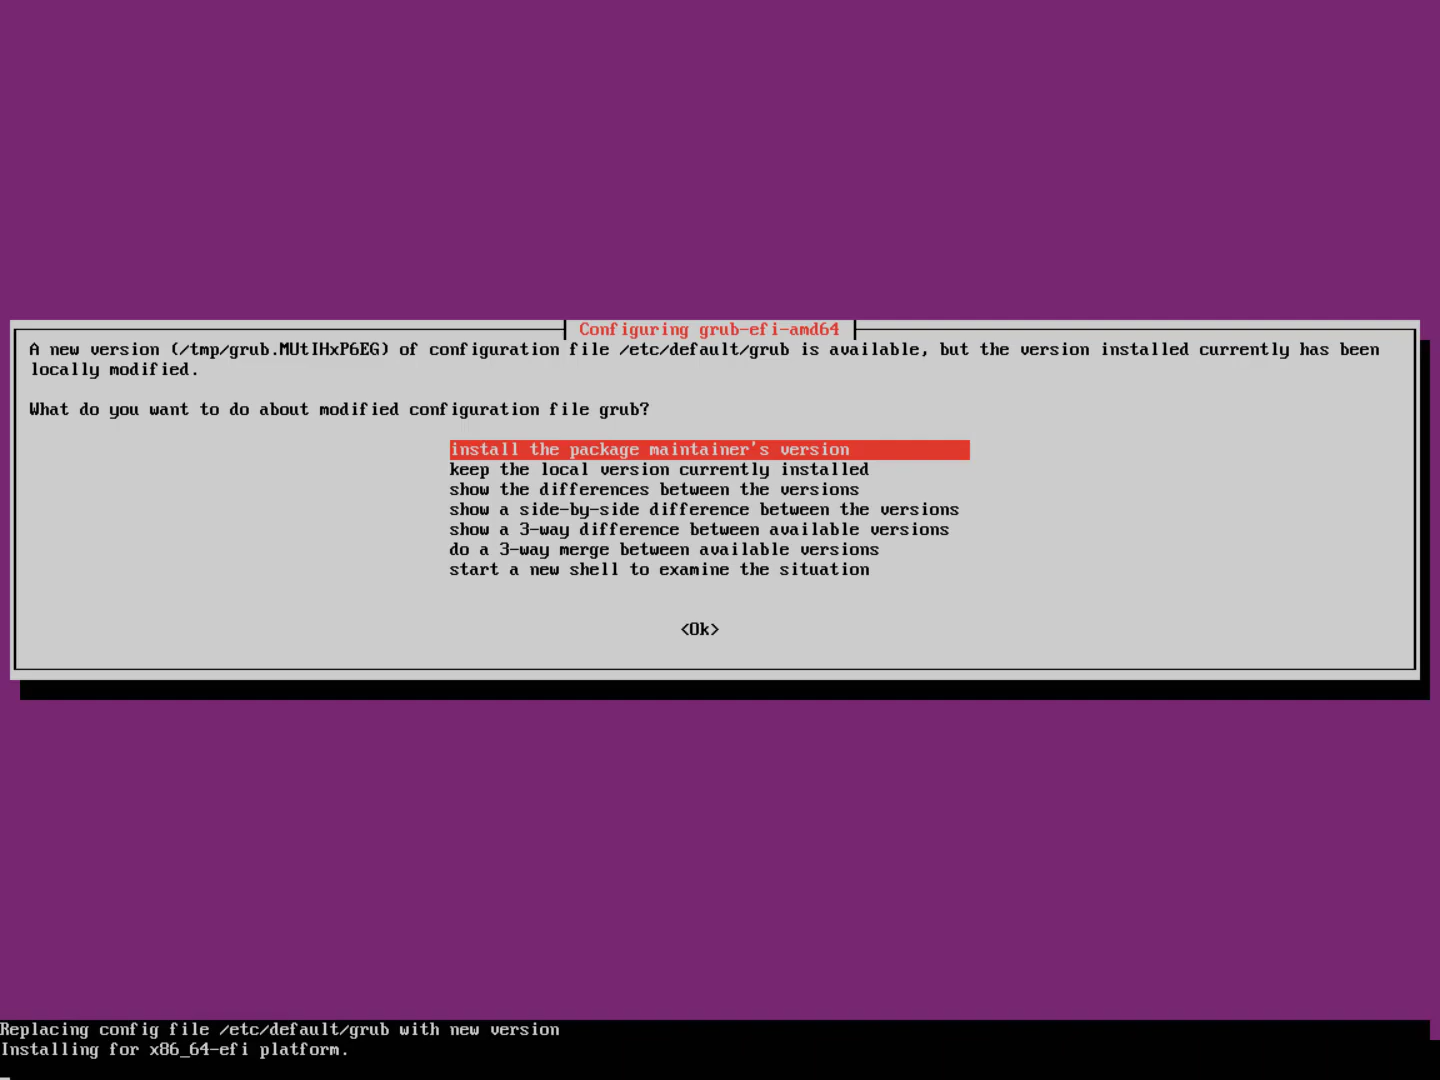 Configuring grub-efi-amd64
A new version (/tmp/grub.MUtIHxP6EG) of configuration file /etc/default/grub is available, but the version installed currently has been
locally modified.
What do you want to do about modified configuration file grub?
install the package maintainer's version
keep the local version currently installed
show the differences between the versions
show a side-by-side difference between the versions
show a 3-way difference between available versions
do a 3-way merge between available versions
start a new shell to examine the situation
<Ok>
Replacing config file /etc/default/grub with new version
Installing for x86_64-efi platform.